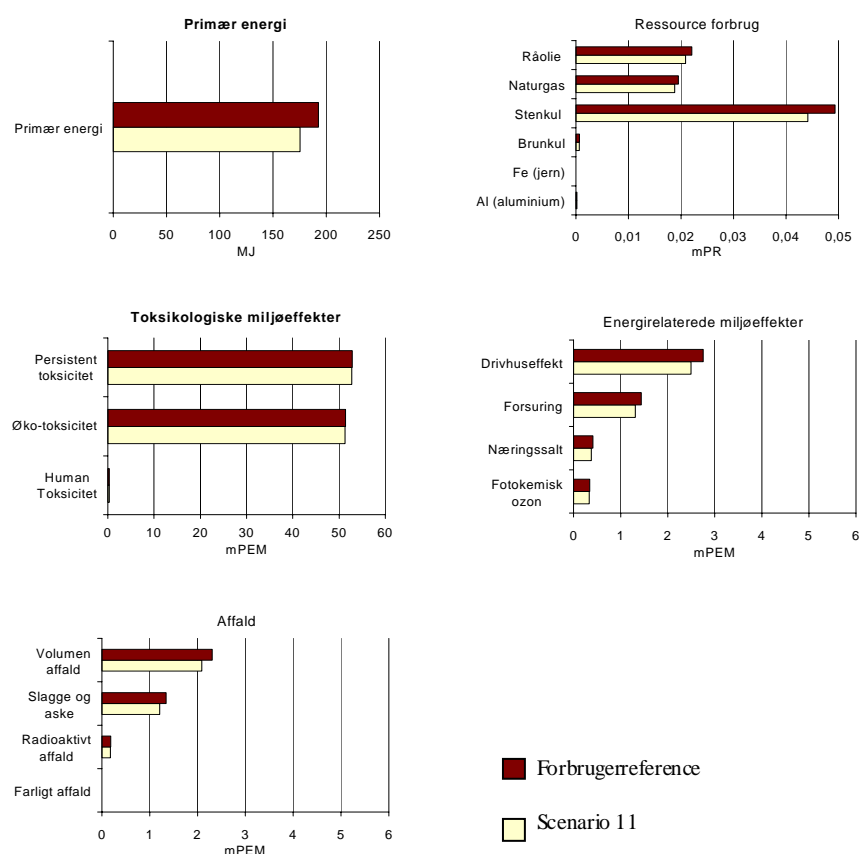 Primær energi
Primær energi
0 50 100 150 200 250
MJ
Ressource forbrug
Råolie
Naturgas
Stenkul
Brunkul
Fe (jern)
Al (aluminium)
0 0,01 0,02 0,03 0,04 0,05
mPR
Toksikologiske miljøeffekter
Persistent
toksicitet
Øko-toksicitet
Human
Toksicitet
0 10 20 30 40 50 60
mPEM
Energirelaterede miljøeffekter
Drivhuseffekt
Forsuring
Næringssalt
Fotokemisk
ozon
0 1 2 3 4 5 6
mPEM
Affald
Volumen
affald
Slagge og
aske
Radioaktivt
affald
Farligt affald
0 1 2 3 4 5 6
mPEM
Forbrugerreference
Scenario 11